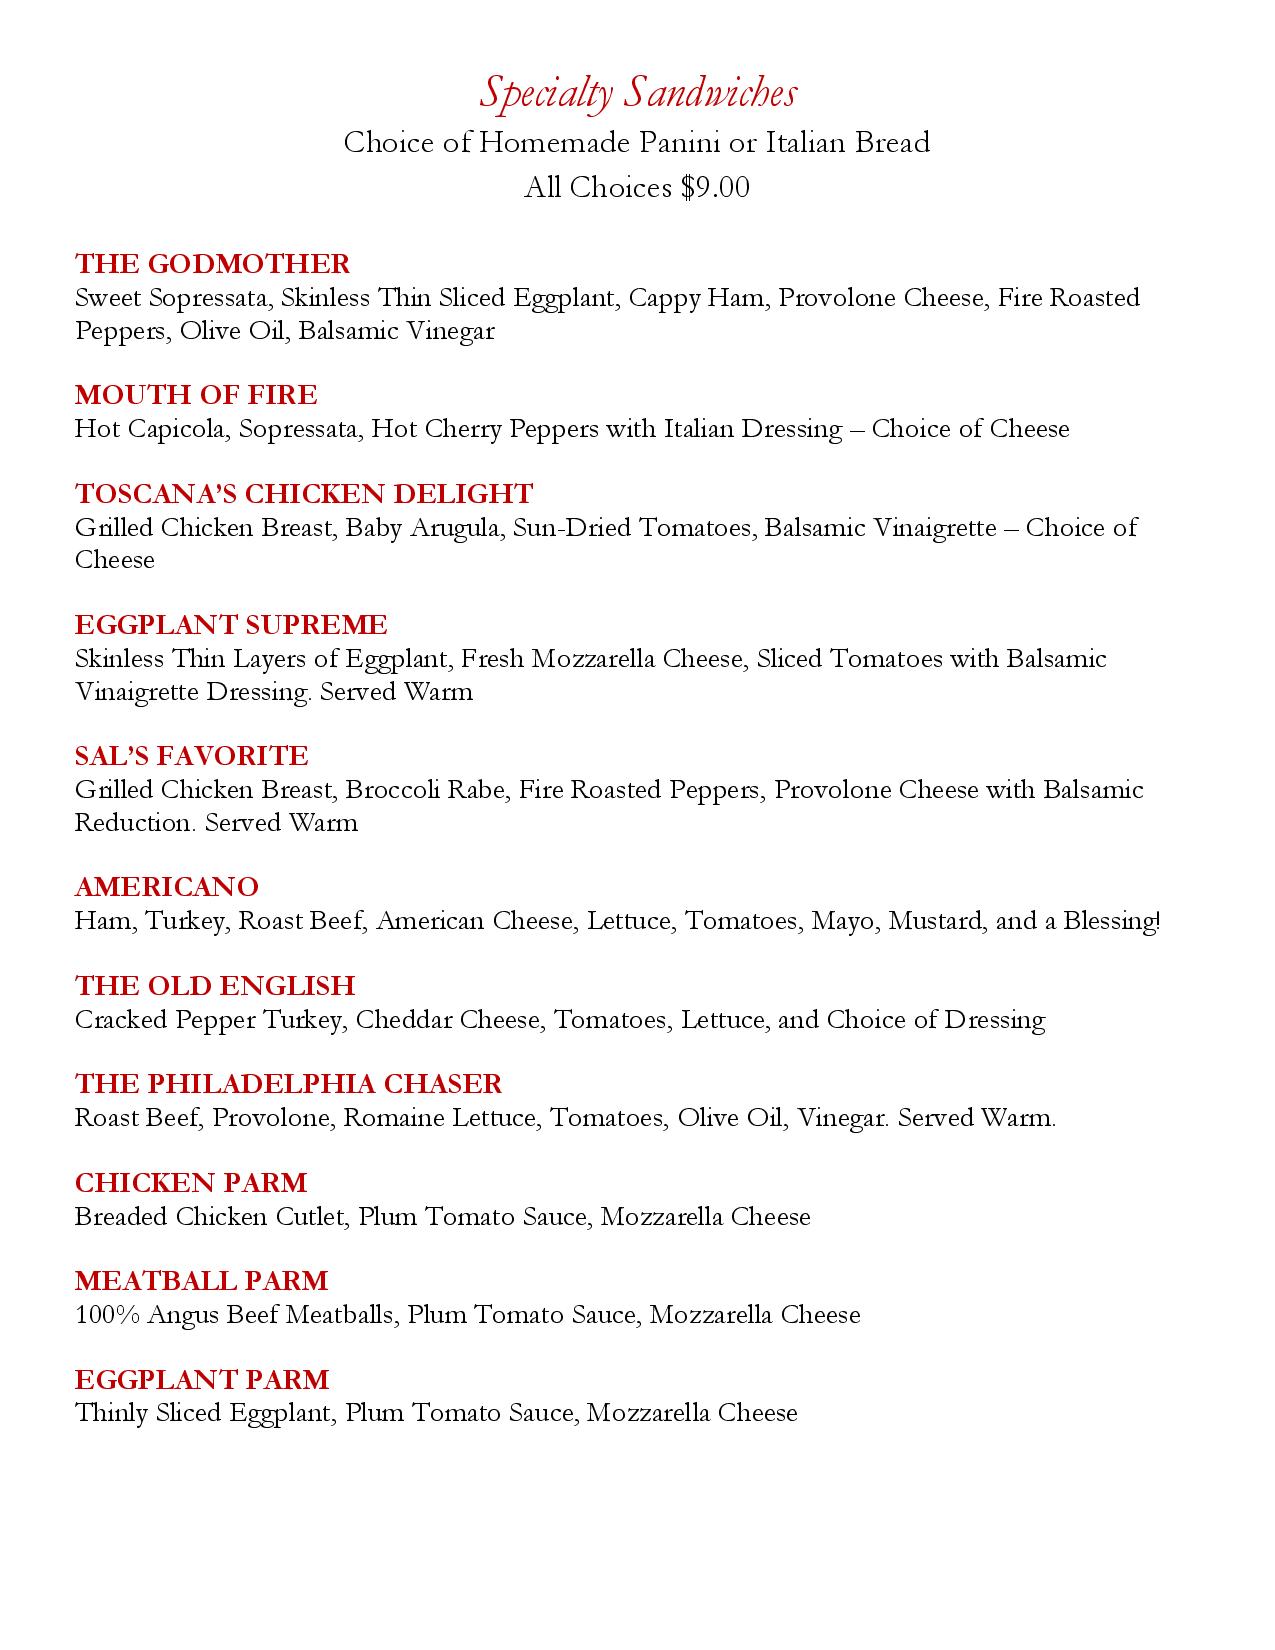 Specialty Sandwiches
Choice of Homemade Panini or Italian Bread
All Choices $9.00
THE GODMOTHER
Sweet Sopressata, Skinless Thin Sliced Eggplant, Cappy Ham, Provolone Cheese, Fire Roasted
Peppers, Olive Oil, Balsamic Vinegar
MOUTH OF FIRE
Hot Capicola, Sopressata, Hot Cherry Peppers with Italian Dressing – Choice of Cheese
TOSCANA’S CHICKEN DELIGHT
Grilled Chicken Breast, Baby Arugula, Sun-Dried Tomatoes, Balsamic Vinaigrette – Choice of
Cheese
EGGPLANT SUPREME
Skinless Thin Layers of Eggplant, Fresh Mozzarella Cheese, Sliced Tomatoes with Balsamic
Vinaigrette Dressing. Served Warm
SAL’S FAVORITE
Grilled Chicken Breast, Broccoli Rabe, Fire Roasted Peppers, Provolone Cheese with Balsamic
Reduction. Served Warm
AMERICANO
Ham, Turkey, Roast Beef, American Cheese, Lettuce, Tomatoes, Mayo, Mustard, and a Blessing!
THE OLD ENGLISH
Cracked Pepper Turkey, Cheddar Cheese, Tomatoes, Lettuce, and Choice of Dressing
THE PHILADELPHIA CHASER
Roast Beef, Provolone, Romaine Lettuce, Tomatoes, Olive Oil, Vinegar. Served Warm.
CHICKEN PARM
Breaded Chicken Cutlet, Plum Tomato Sauce, Mozzarella Cheese
MEATBALL PARM
100% Angus Beef Meatballs, Plum Tomato Sauce, Mozzarella Cheese
EGGPLANT PARM
Thinly Sliced Eggplant, Plum Tomato Sauce, Mozzarella Cheese